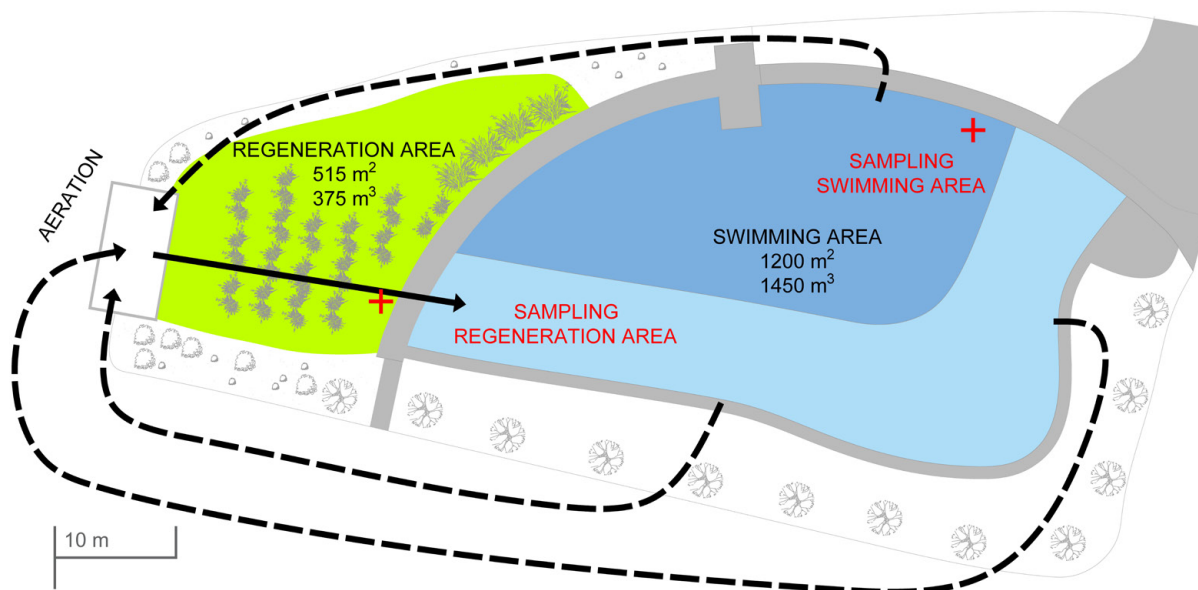 AERATION
REGENERATION AREA
515 m²
375 m³
SAMPLING
SWIMMING AREA
SWIMMING AREA
1200 m²
1450 m³
SAMPLING
REGENERATION AREA
10 m